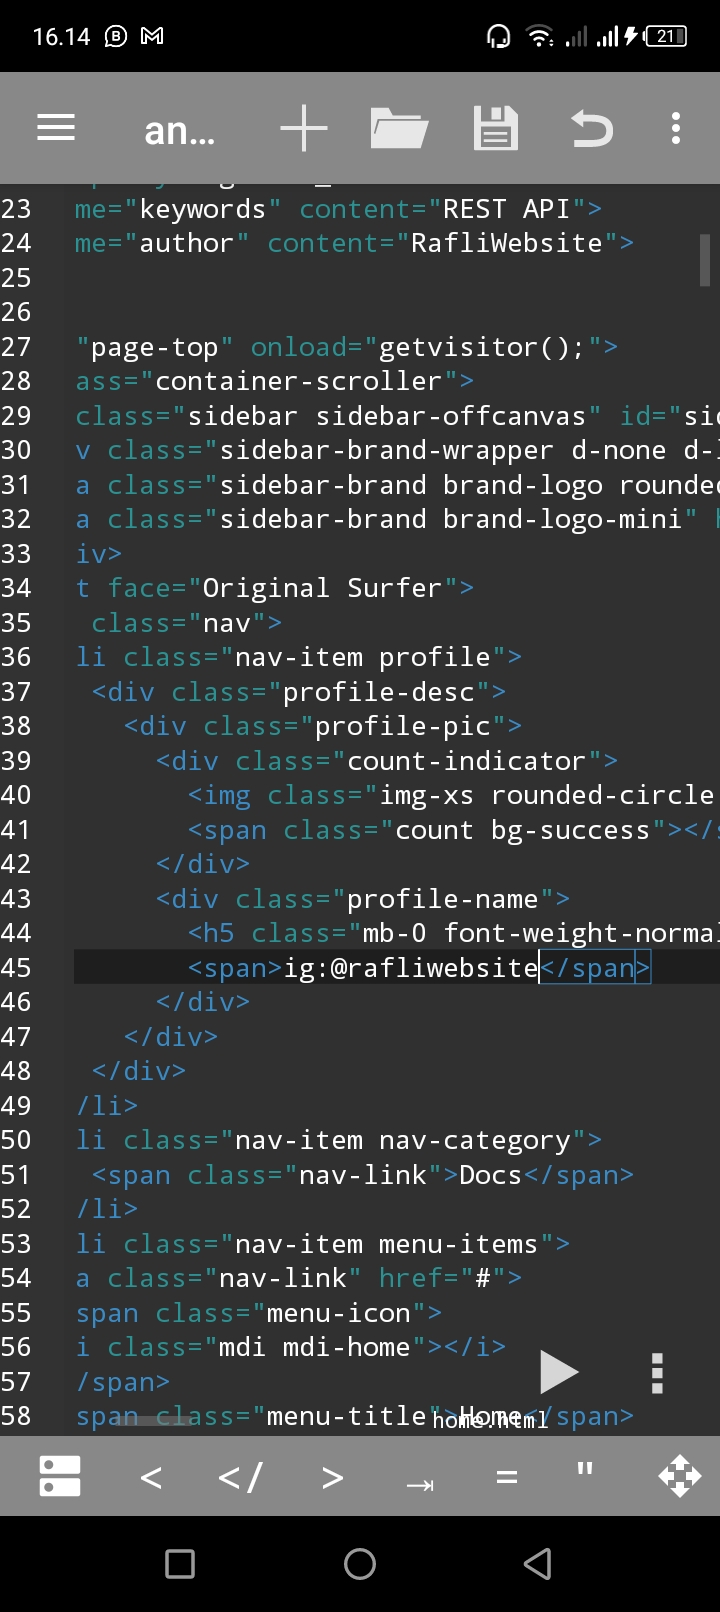 16.14 21
an...
23 me="keywords" content="REST API">
24 me="author" content="RafliWebsite">
25
26
27 "page-top" onload="getvisitor();">
28 ass="container-scroller">
29 class="sidebar sidebar-offcanvas" id="sid
30 v class="sidebar-brand-wrapper d-none d-l
31 a class="sidebar-brand brand-logo rounded
32 a class="sidebar-brand brand-logo-mini" h
33 iv>
34 t face="Original Surfer">
35 class="nav">
36 li class="nav-item profile">
37 <div class="profile-desc">
38 <div class="profile-pic">
39 <div class="count-indicator">
40 <img class="img-xs rounded-circle
41 <span class="count bg-success"></s
42 </div>
43 <div class="profile-name">
44 <h5 class="mb-0 font-weight-normal
45 <span>ig:@rafliwebsite</span>
46 </div>
47 </div>
48 </div>
49 /li>
50 li class="nav-item nav-category">
51 <span class="nav-link">Docs</span>
52 /li>
53 li class="nav-item menu-items">
54 a class="nav-link" href="#">
55 span class="menu-icon">
56 i class="mdi mdi-home"></i>
57 /span>
58 span class="menu-title">Home</span>
home.html
< </ > ⇥ = "